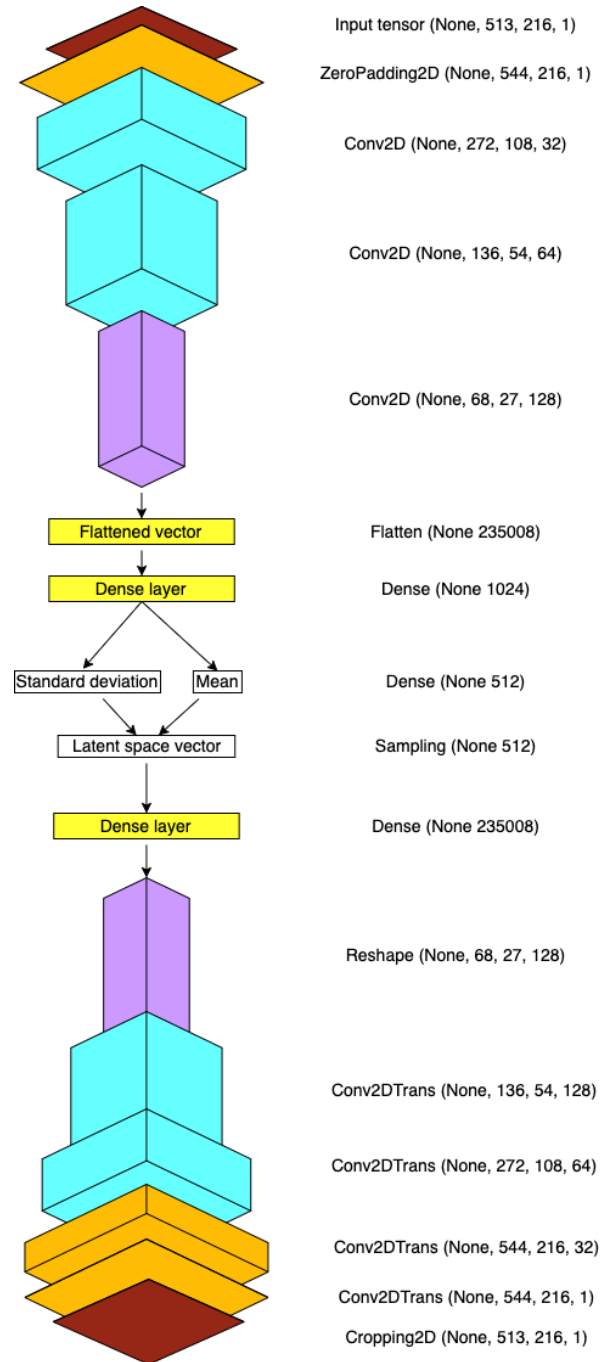 Input tensor (None, 513, 216, 1)
ZeroPadding2D (None, 544, 216, 1)
Conv2D (None, 272, 108, 32)
Conv2D (None, 136, 54, 64)
Conv2D (None, 68, 27, 128)
Flattened vector
Flatten (None 235008)
Dense layer
Dense (None 1024)
Standard deviation
Mean
Dense (None 512)
Latent space vector
Sampling (None 512)
Dense layer
Dense (None 235008)
Reshape (None, 68, 27, 128)
Conv2DTrans (None, 136, 54, 128)
Conv2DTrans (None, 272, 108, 64)
Conv2DTrans (None, 544, 216, 32)
Conv2DTrans (None, 544, 216, 1)
Cropping2D (None, 513, 216, 1)